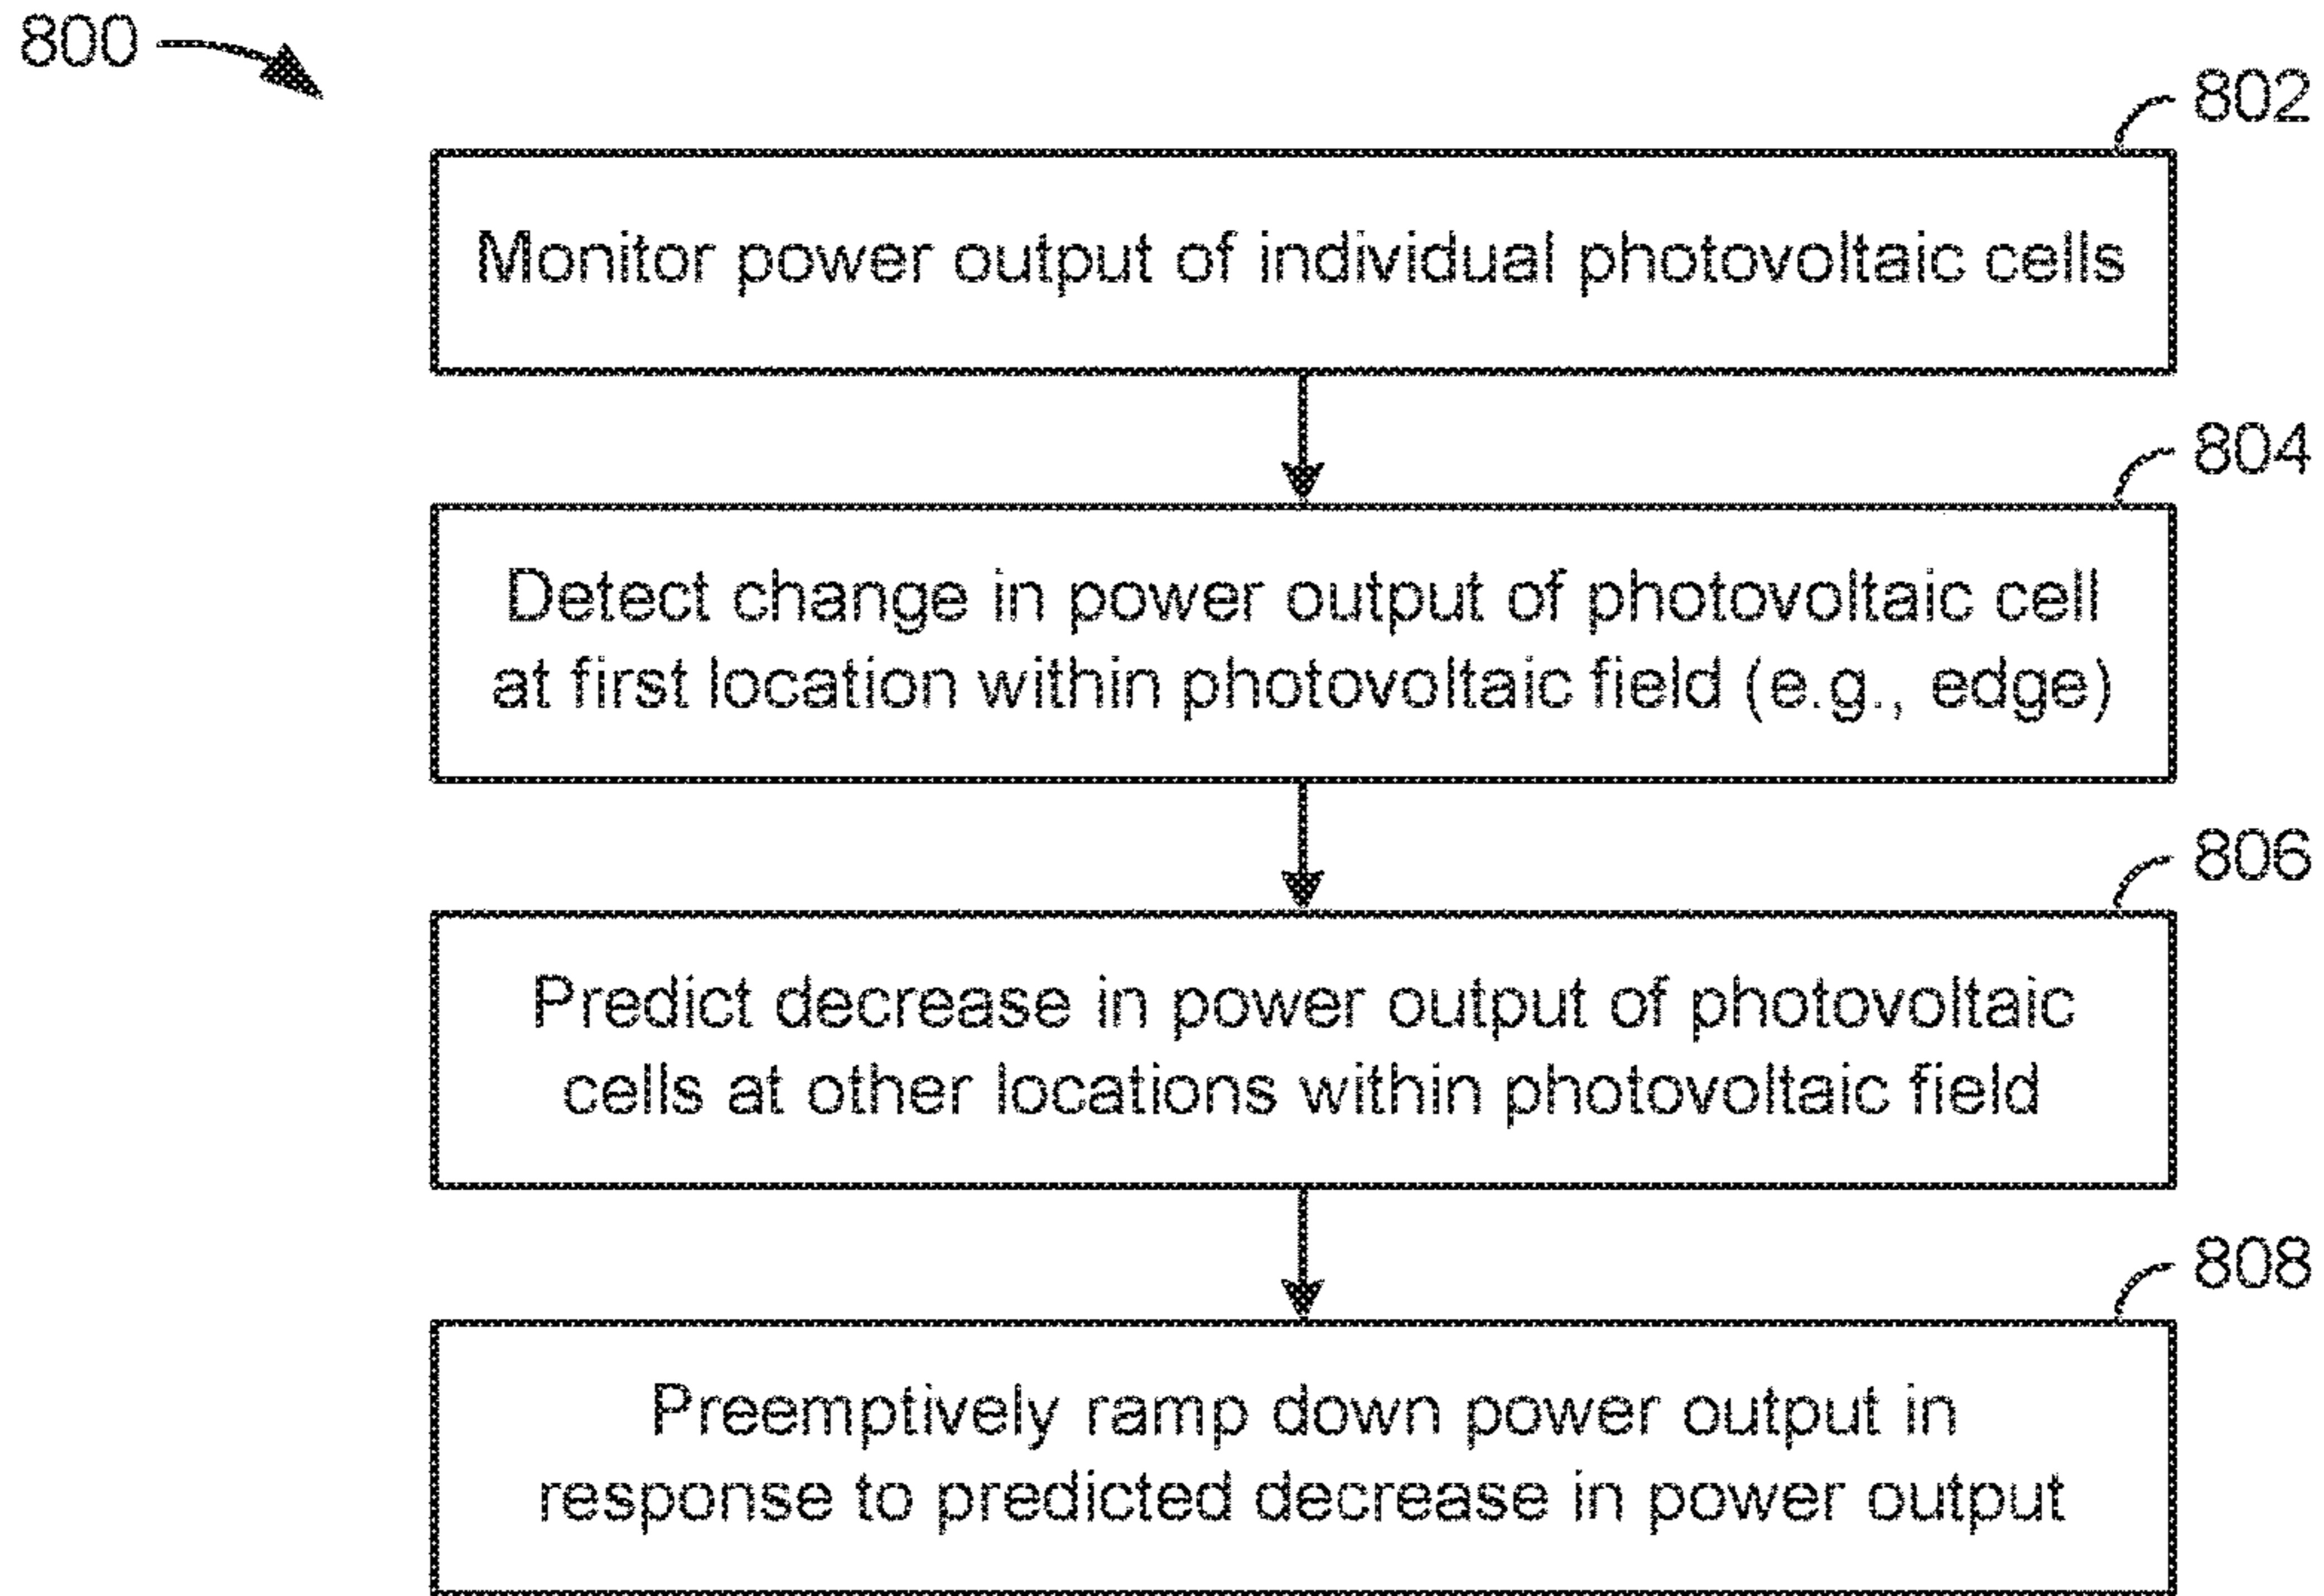 800
802
Monitor power output of individual photovoltaic cells
804
Detect change in power output of photovoltaic cell
at first location within photovoltaic field (e.g., edge)
806
Predict decrease in power output of photovoltaic
cells at other locations within photovoltaic field
808
Preemptively ramp down power output in
response to predicted decrease in power output